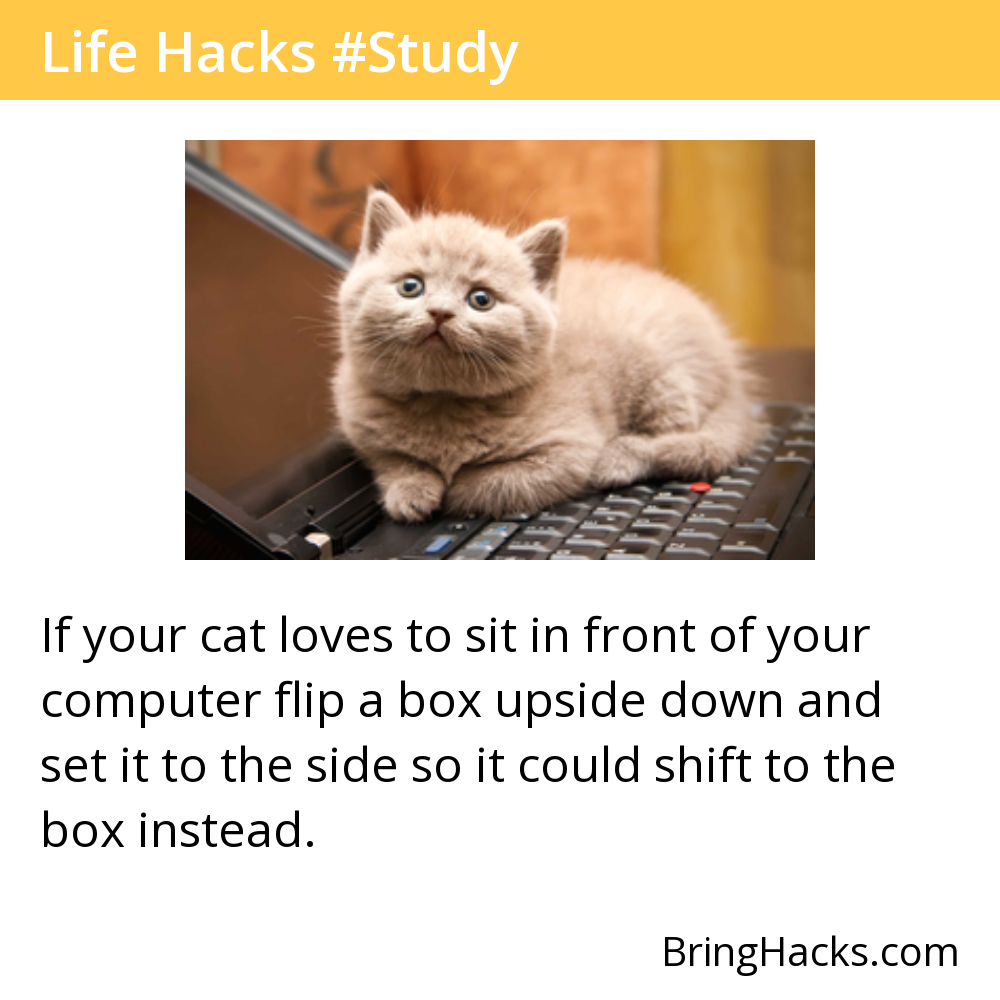 Life Hacks #Study
If your cat loves to sit in front of your
computer flip a box upside down and
set it to the side so it could shift to the
box instead.
BringHacks.com